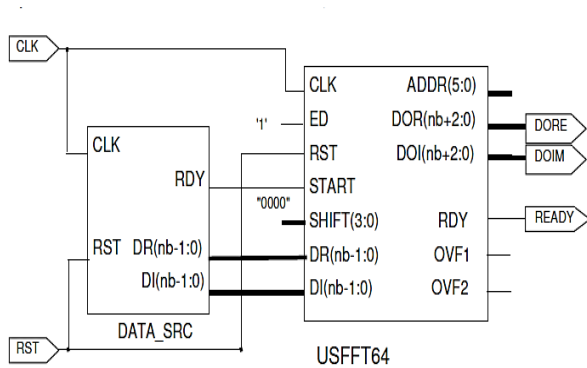 CLK
CLK
RDY
RST
DR(nb-1:0)
DI(nb-1:0)
DATA_SRC
RST
'1'
"0000"
CLK
ED
RST
START
SHIFT(3:0)
DR(nb-1:0)
DI(nb-1:0)
ADDR(5:0)
DOR(nb+2:0)
DOI(nb+2:0)
RDY
OVF1
OVF2
USFFT64
DORE
DOIM
READY